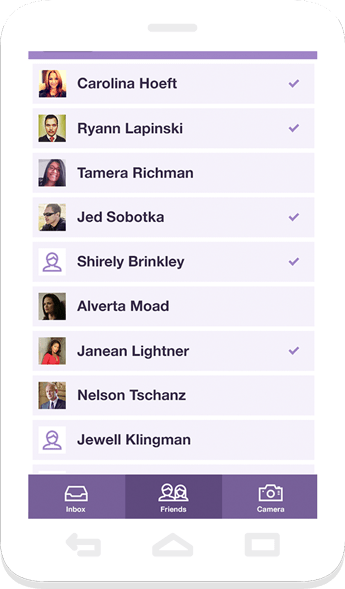 Carolina Hoeft
Ryann Lapinski
Tamera Richman
Jed Sobotka
Shirely Brinkley
Alverta Moad
Janean Lightner
Nelson Tschanz
Jewell Klingman
Inbox
Friends
Camera